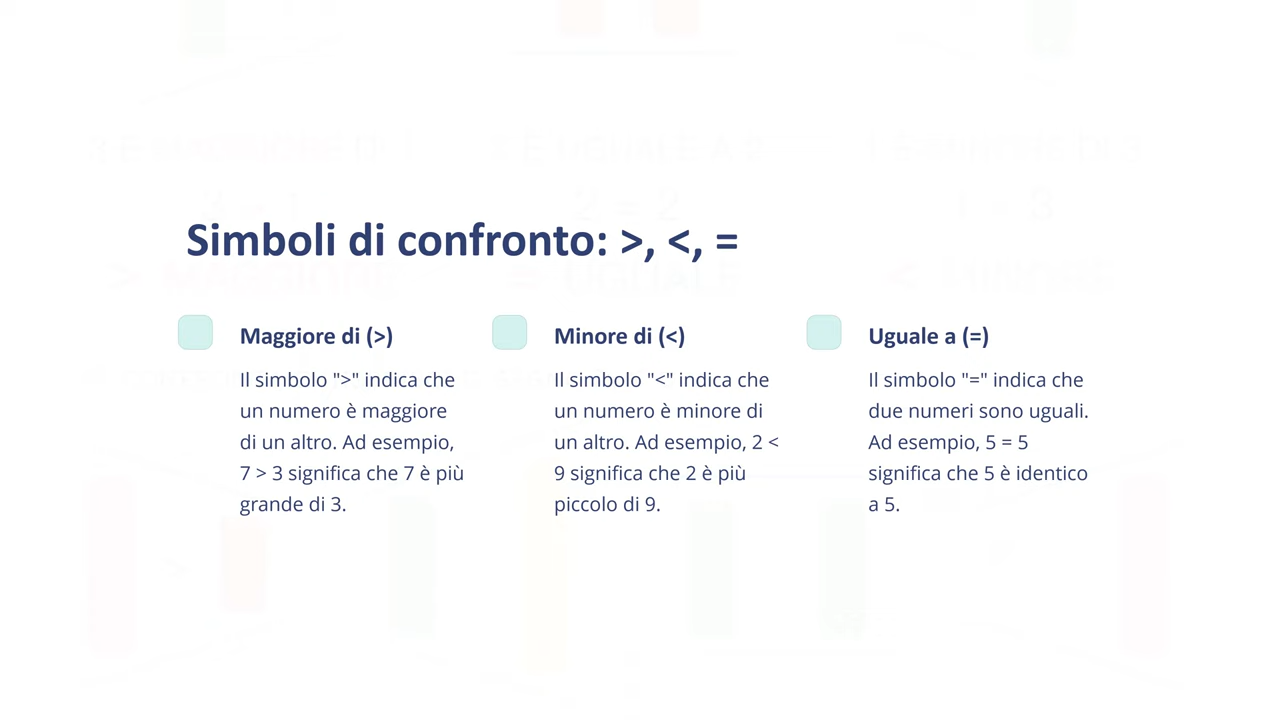 Simboli di confronto: >, <, =
Maggiore di (>)
Il simbolo ">" indica che
un numero è maggiore
di un altro. Ad esempio,
7 > 3 significa che 7 è più
grande di 3.
Minore di (<)
Il simbolo "<" indica che
un numero è minore di
un altro. Ad esempio, 2 <
9 significa che 2 è più
piccolo di 9.
Uguale a (=)
Il simbolo "=" indica che
due numeri sono uguali.
Ad esempio, 5 = 5
significa che 5 è identico
a 5.